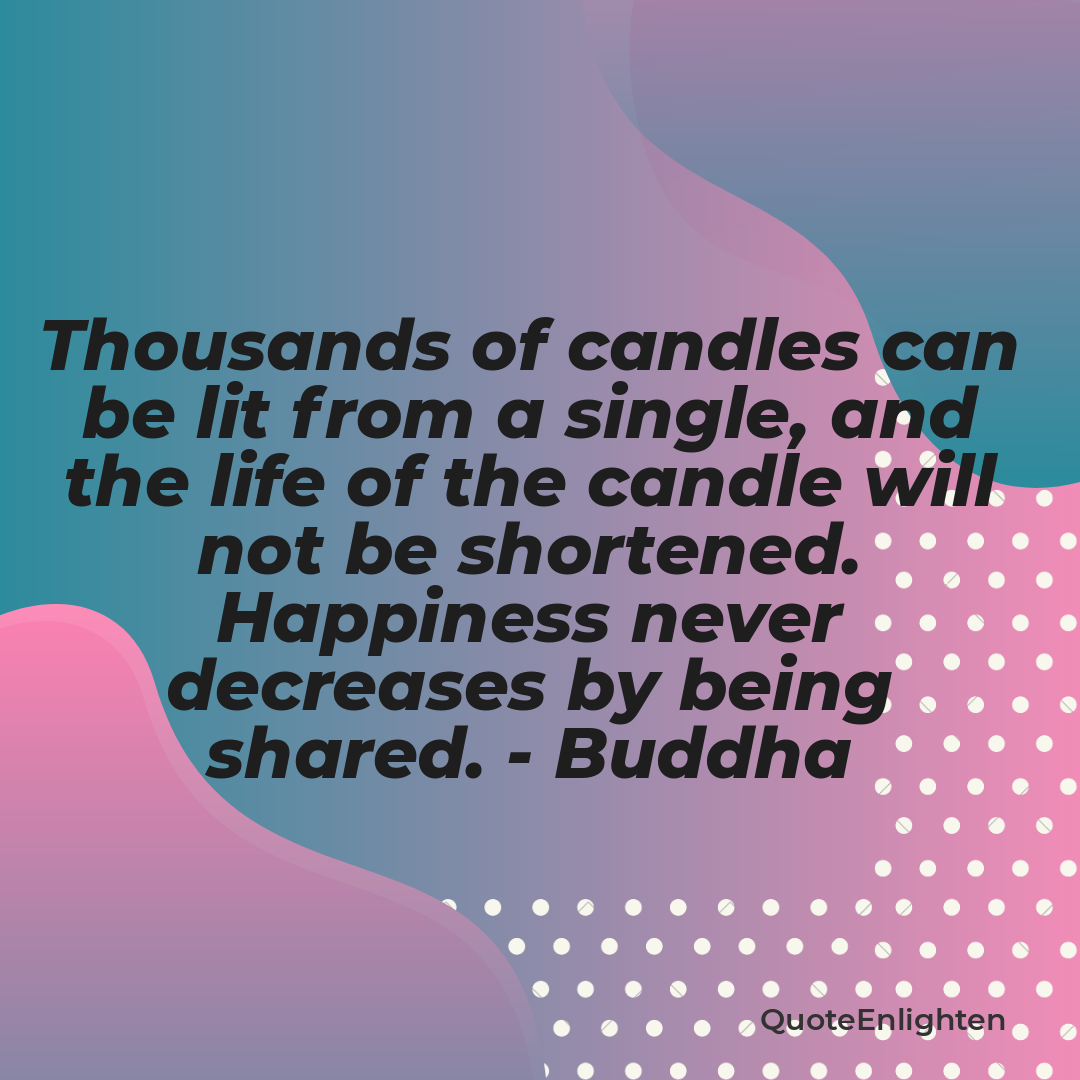 Thousands of candles can
be lit from a single, and
the life of the candle will
not be shortened.
Happiness never
decreases by being
shared. - Buddha
QuoteEnlighten